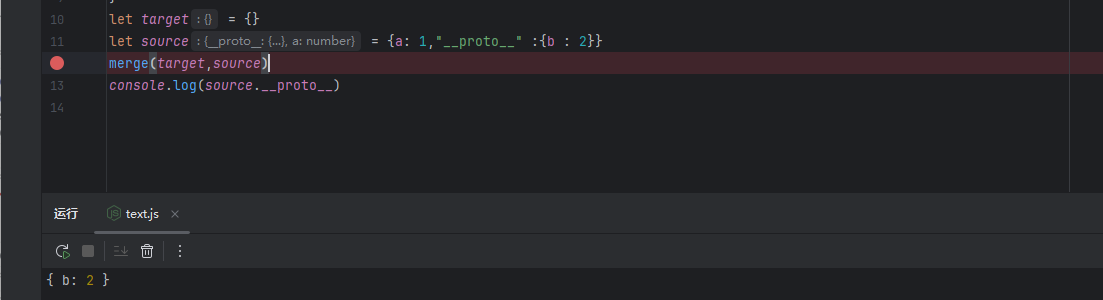 10 let target : {} = {}
11 let source : {__proto__: {...}, a: number} = {a: 1,"__proto__" :{b : 2}}
merge(target,source)
13 console.log(source.__proto__)
14
运行 text.js ×
{ b: 2 }